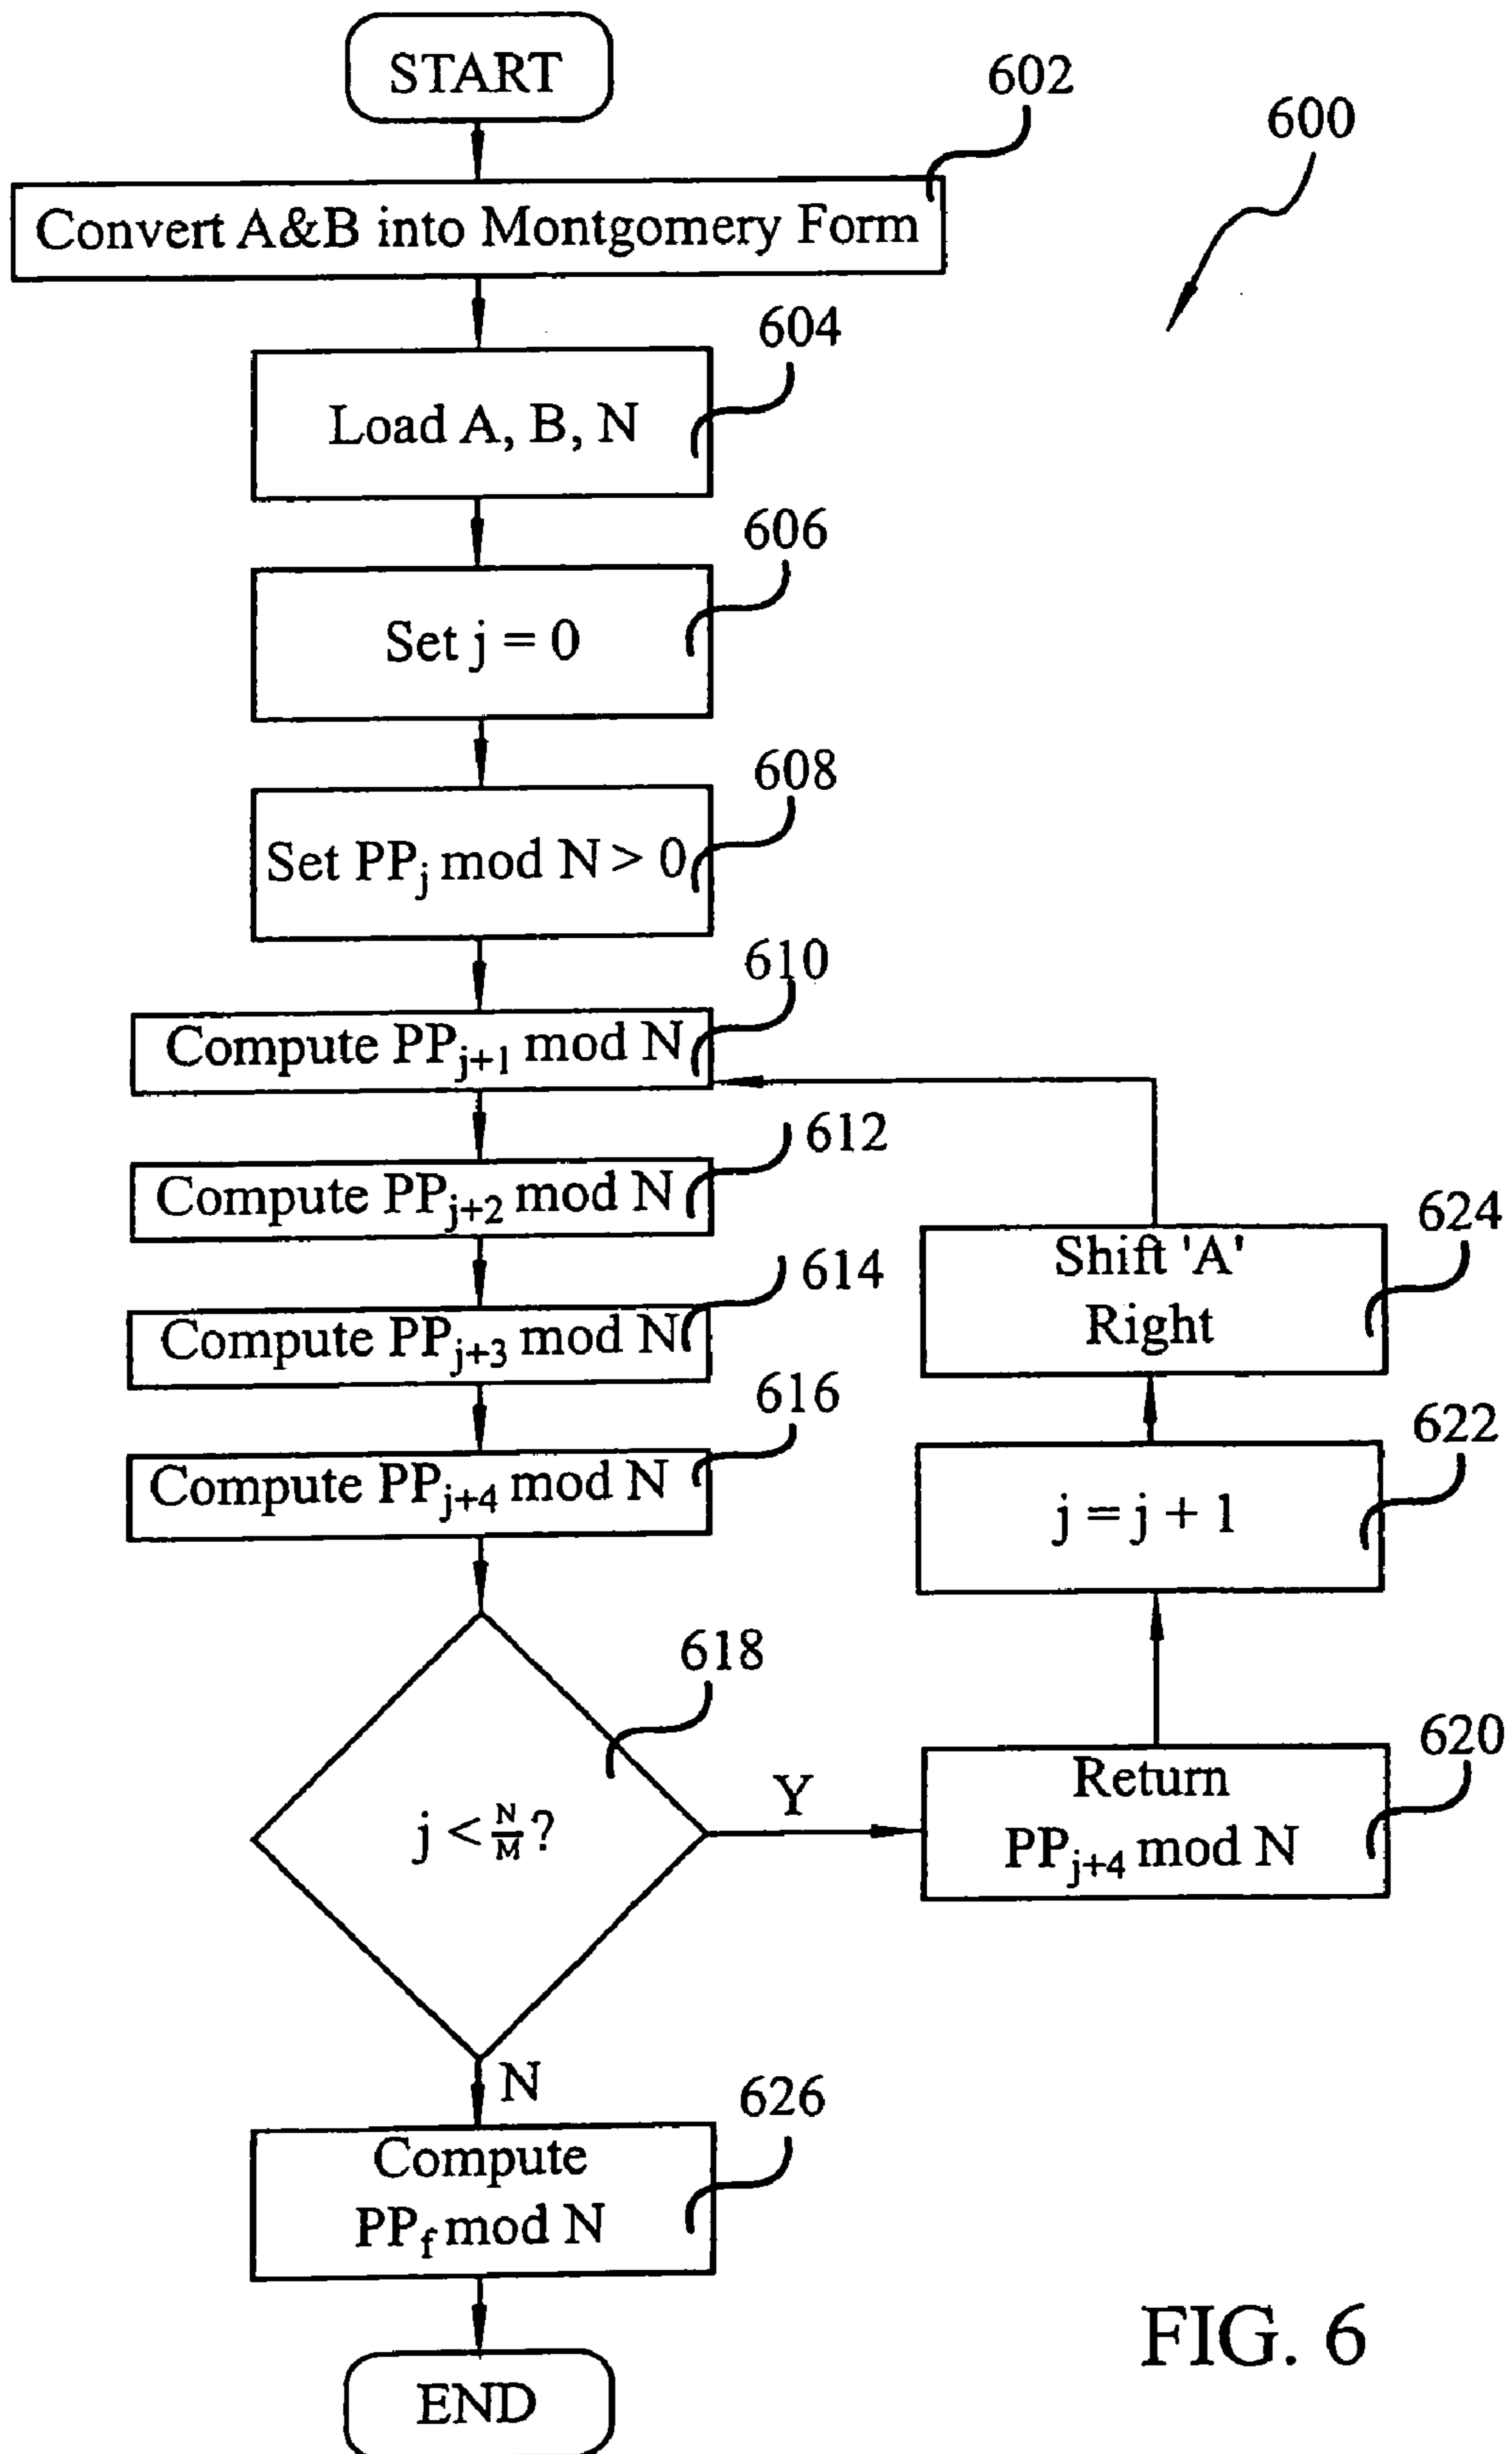 START
602
600
Convert A&B into Montgomery Form
604
Load A, B, N
606
Set j = 0
608
Set PPj mod N > 0
610
Compute PPj+1 mod N
612
Compute PPj+2 mod N
614
Compute PPj+3 mod N
616
Compute PPj+4 mod N
618
j < N/M ?
Y
N
620
Return
PPj+4 mod N
622
j = j + 1
624
Shift 'A'
Right
626
Compute
PPf mod N
END
FIG. 6